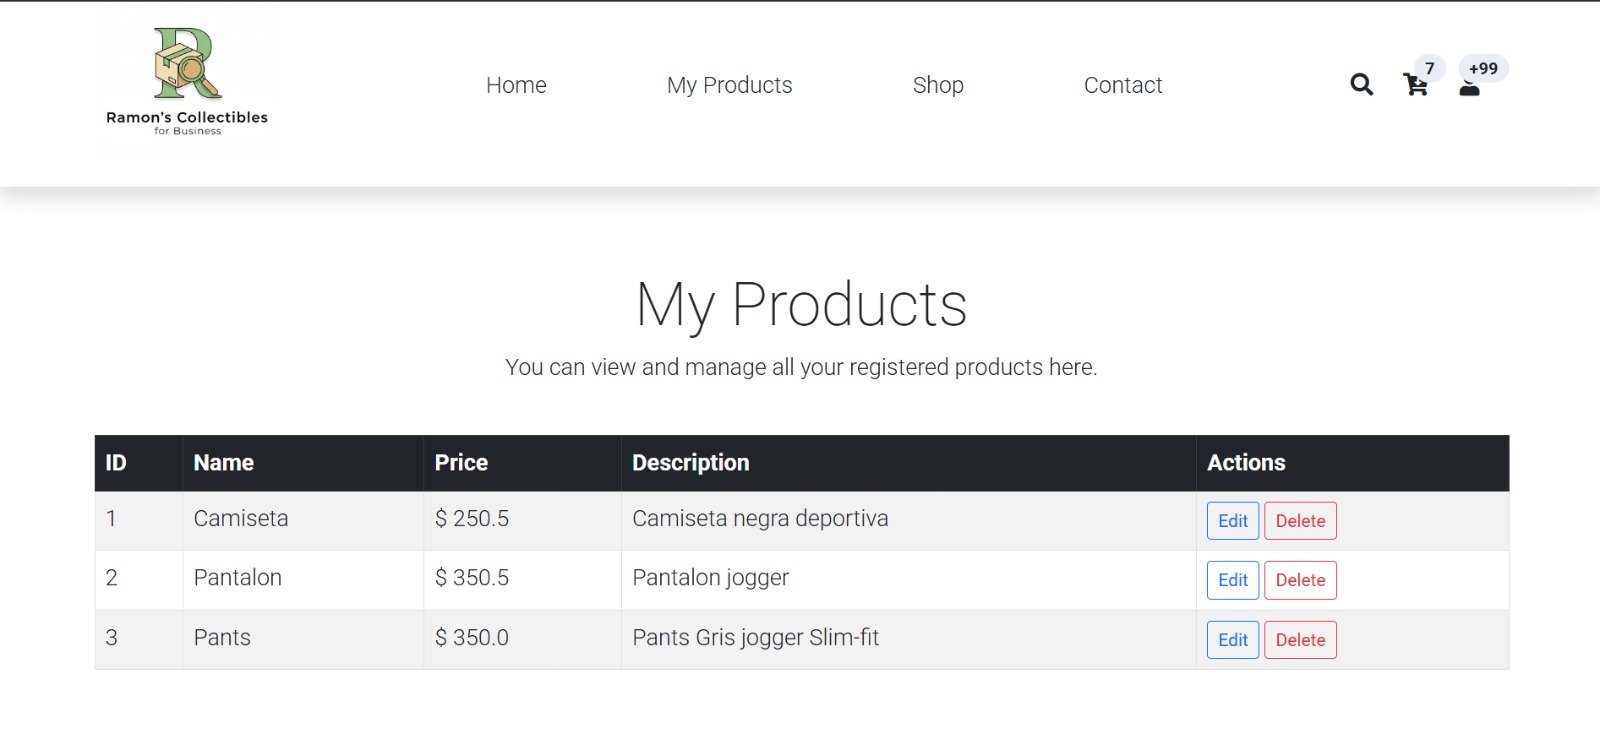 R
Ramon's Collectibles
for Business
Home My Products Shop Contact 7 +99
My Products
You can view and manage all your registered products here.
ID Name Price Description Actions
1 Camiseta $ 250.5 Camiseta negra deportiva Edit Delete
2 Pantalon $ 350.5 Pantalon jogger Edit Delete
3 Pants $ 350.0 Pants Gris jogger Slim-fit Edit Delete